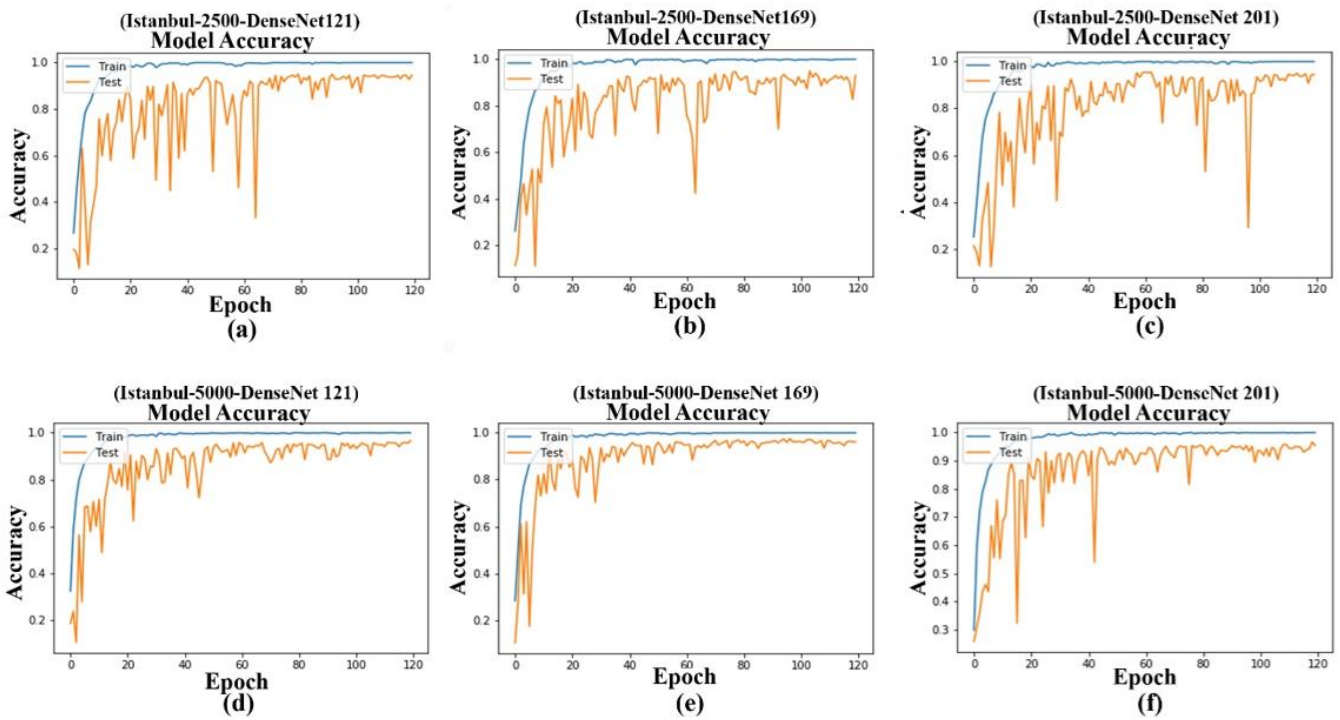 (Istanbul-2500-DenseNet121)
Model Accuracy
Train
Test
1.0
0.8
0.6
0.4
0.2
Accuracy
0 20 40 60 80 100 120
Epoch
(a)
(Istanbul-2500-DenseNet169)
Model Accuracy
Train
Test
1.0
0.8
0.6
0.4
0.2
Accuracy
0 20 40 60 80 100 120
Epoch
(b)
(Istanbul-2500-DenseNet 201)
Model Accuracy
Train
Test
1.0
0.8
0.6
0.4
0.2
Accuracy
0 20 40 60 80 100 120
Epoch
(c)
(Istanbul-5000-DenseNet 121)
Model Accuracy
Train
Test
1.0
0.8
0.6
0.4
0.2
Accuracy
0 20 40 60 80 100 120
Epoch
(d)
(Istanbul-5000-DenseNet 169)
Model Accuracy
Train
Test
1.0
0.8
0.6
0.4
0.2
Accuracy
0 20 40 60 80 100 120
Epoch
(e)
(Istanbul-5000-DenseNet 201)
Model Accuracy
Train
Test
1.0
0.9
0.8
0.7
0.6
0.5
0.4
0.3
Accuracy
0 20 40 60 80 100 120
Epoch
(f)